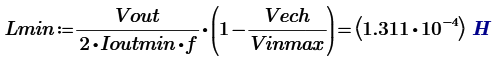 Lmin := Vout / (2 • Ioutmin • f) • (1 − Vech / Vinmax) = (1.311 • 10⁻⁴) H